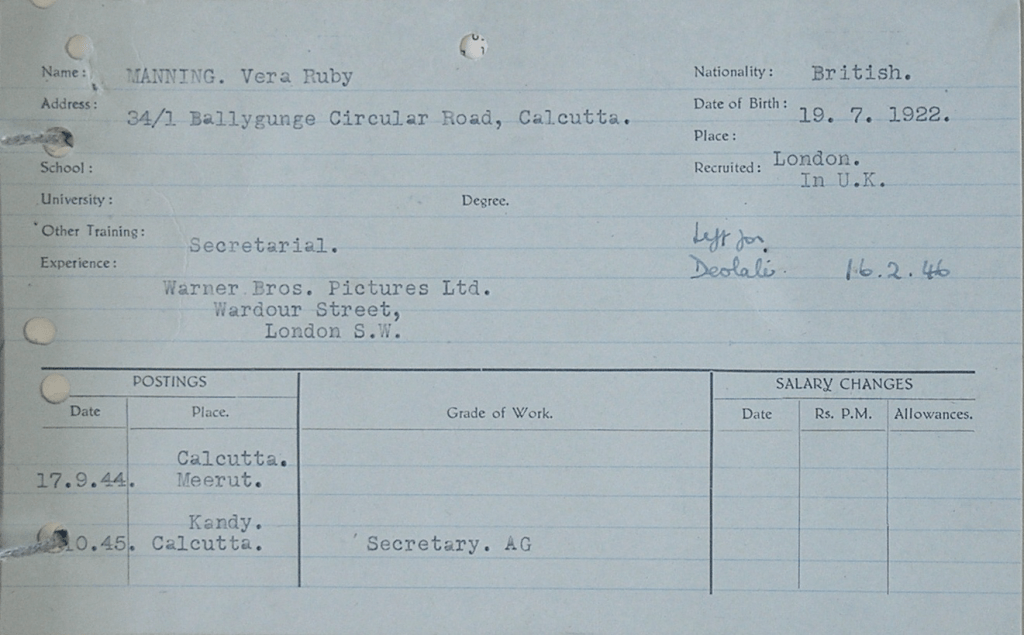 Name: MANNING. Vera Ruby
Nationality: British.
Address: 34/1 Ballygunge Circular Road, Calcutta.
Date of Birth: 19. 7. 1922.
Place: London.
School:
Recruited: In U.K.
University:
Degree.
Other Training: Secretarial.
Left for
Deolali. 16.2.46
Experience: Warner Bros. Pictures Ltd.
Wardour Street,
London S.W.
POSTINGS
SALARY CHANGES
Date Place. Grade of Work. Date Rs. P.M. Allowances.
Calcutta.
17.9.44. Meerut.
Kandy.
10.45. Calcutta. Secretary. AG